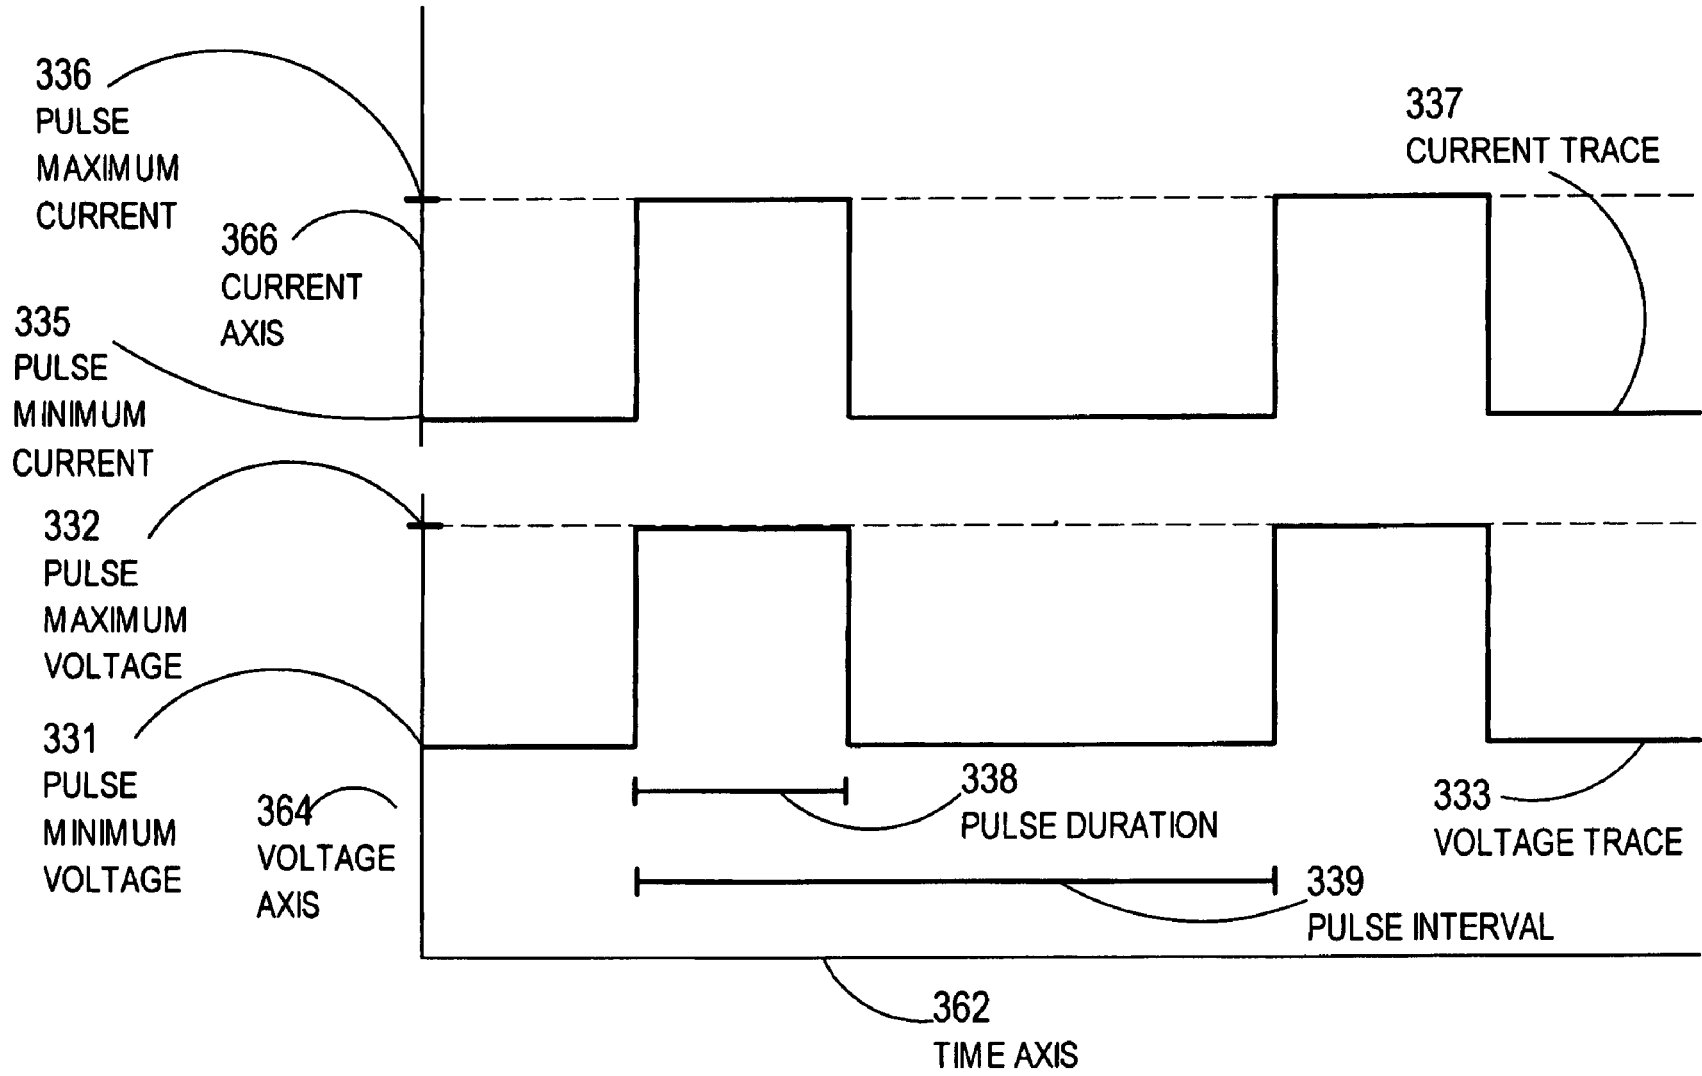 336
PULSE
MAXIMUM
CURRENT
337
CURRENT TRACE
366
CURRENT
AXIS
335
PULSE
MINIMUM
CURRENT
332
PULSE
MAXIMUM
VOLTAGE
331
PULSE
MINIMUM
VOLTAGE
364
VOLTAGE
AXIS
338
PULSE DURATION
333
VOLTAGE TRACE
339
PULSE INTERVAL
362
TIME AXIS